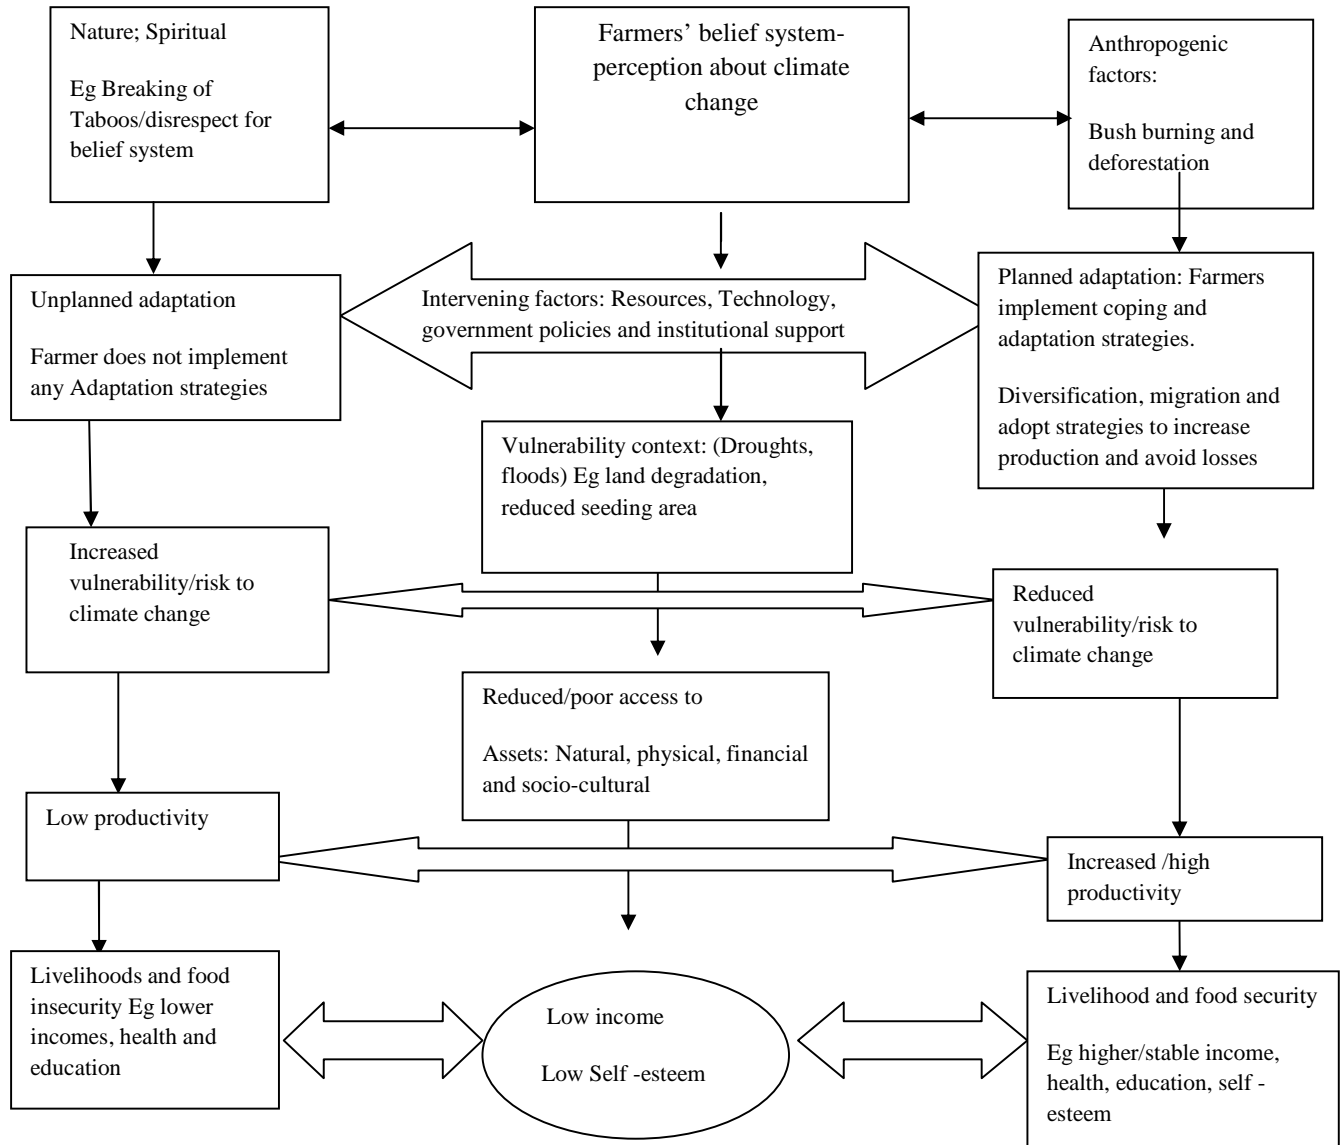 Nature; Spiritual
Eg Breaking of
Taboos/disrespect for
belief system
Farmers’ belief system-
perception about climate
change
Anthropogenic
factors:
Bush burning and
deforestation
Unplanned adaptation
Farmer does not implement
any Adaptation strategies
Intervening factors: Resources, Technology,
government policies and institutional support
Planned adaptation: Farmers
implement coping and
adaptation strategies.
Diversification, migration and
adopt strategies to increase
production and avoid losses
Vulnerability context: (Droughts,
floods) Eg land degradation,
reduced seeding area
Increased
vulnerability/risk to
climate change
Reduced
vulnerability/risk to
climate change
Reduced/poor access to
Assets: Natural, physical, financial
and socio-cultural
Low productivity
Increased /high
productivity
Livelihoods and food
insecurity Eg lower
incomes, health and
education
Low income
Low Self -esteem
Livelihood and food security
Eg higher/stable income,
health, education, self -
esteem